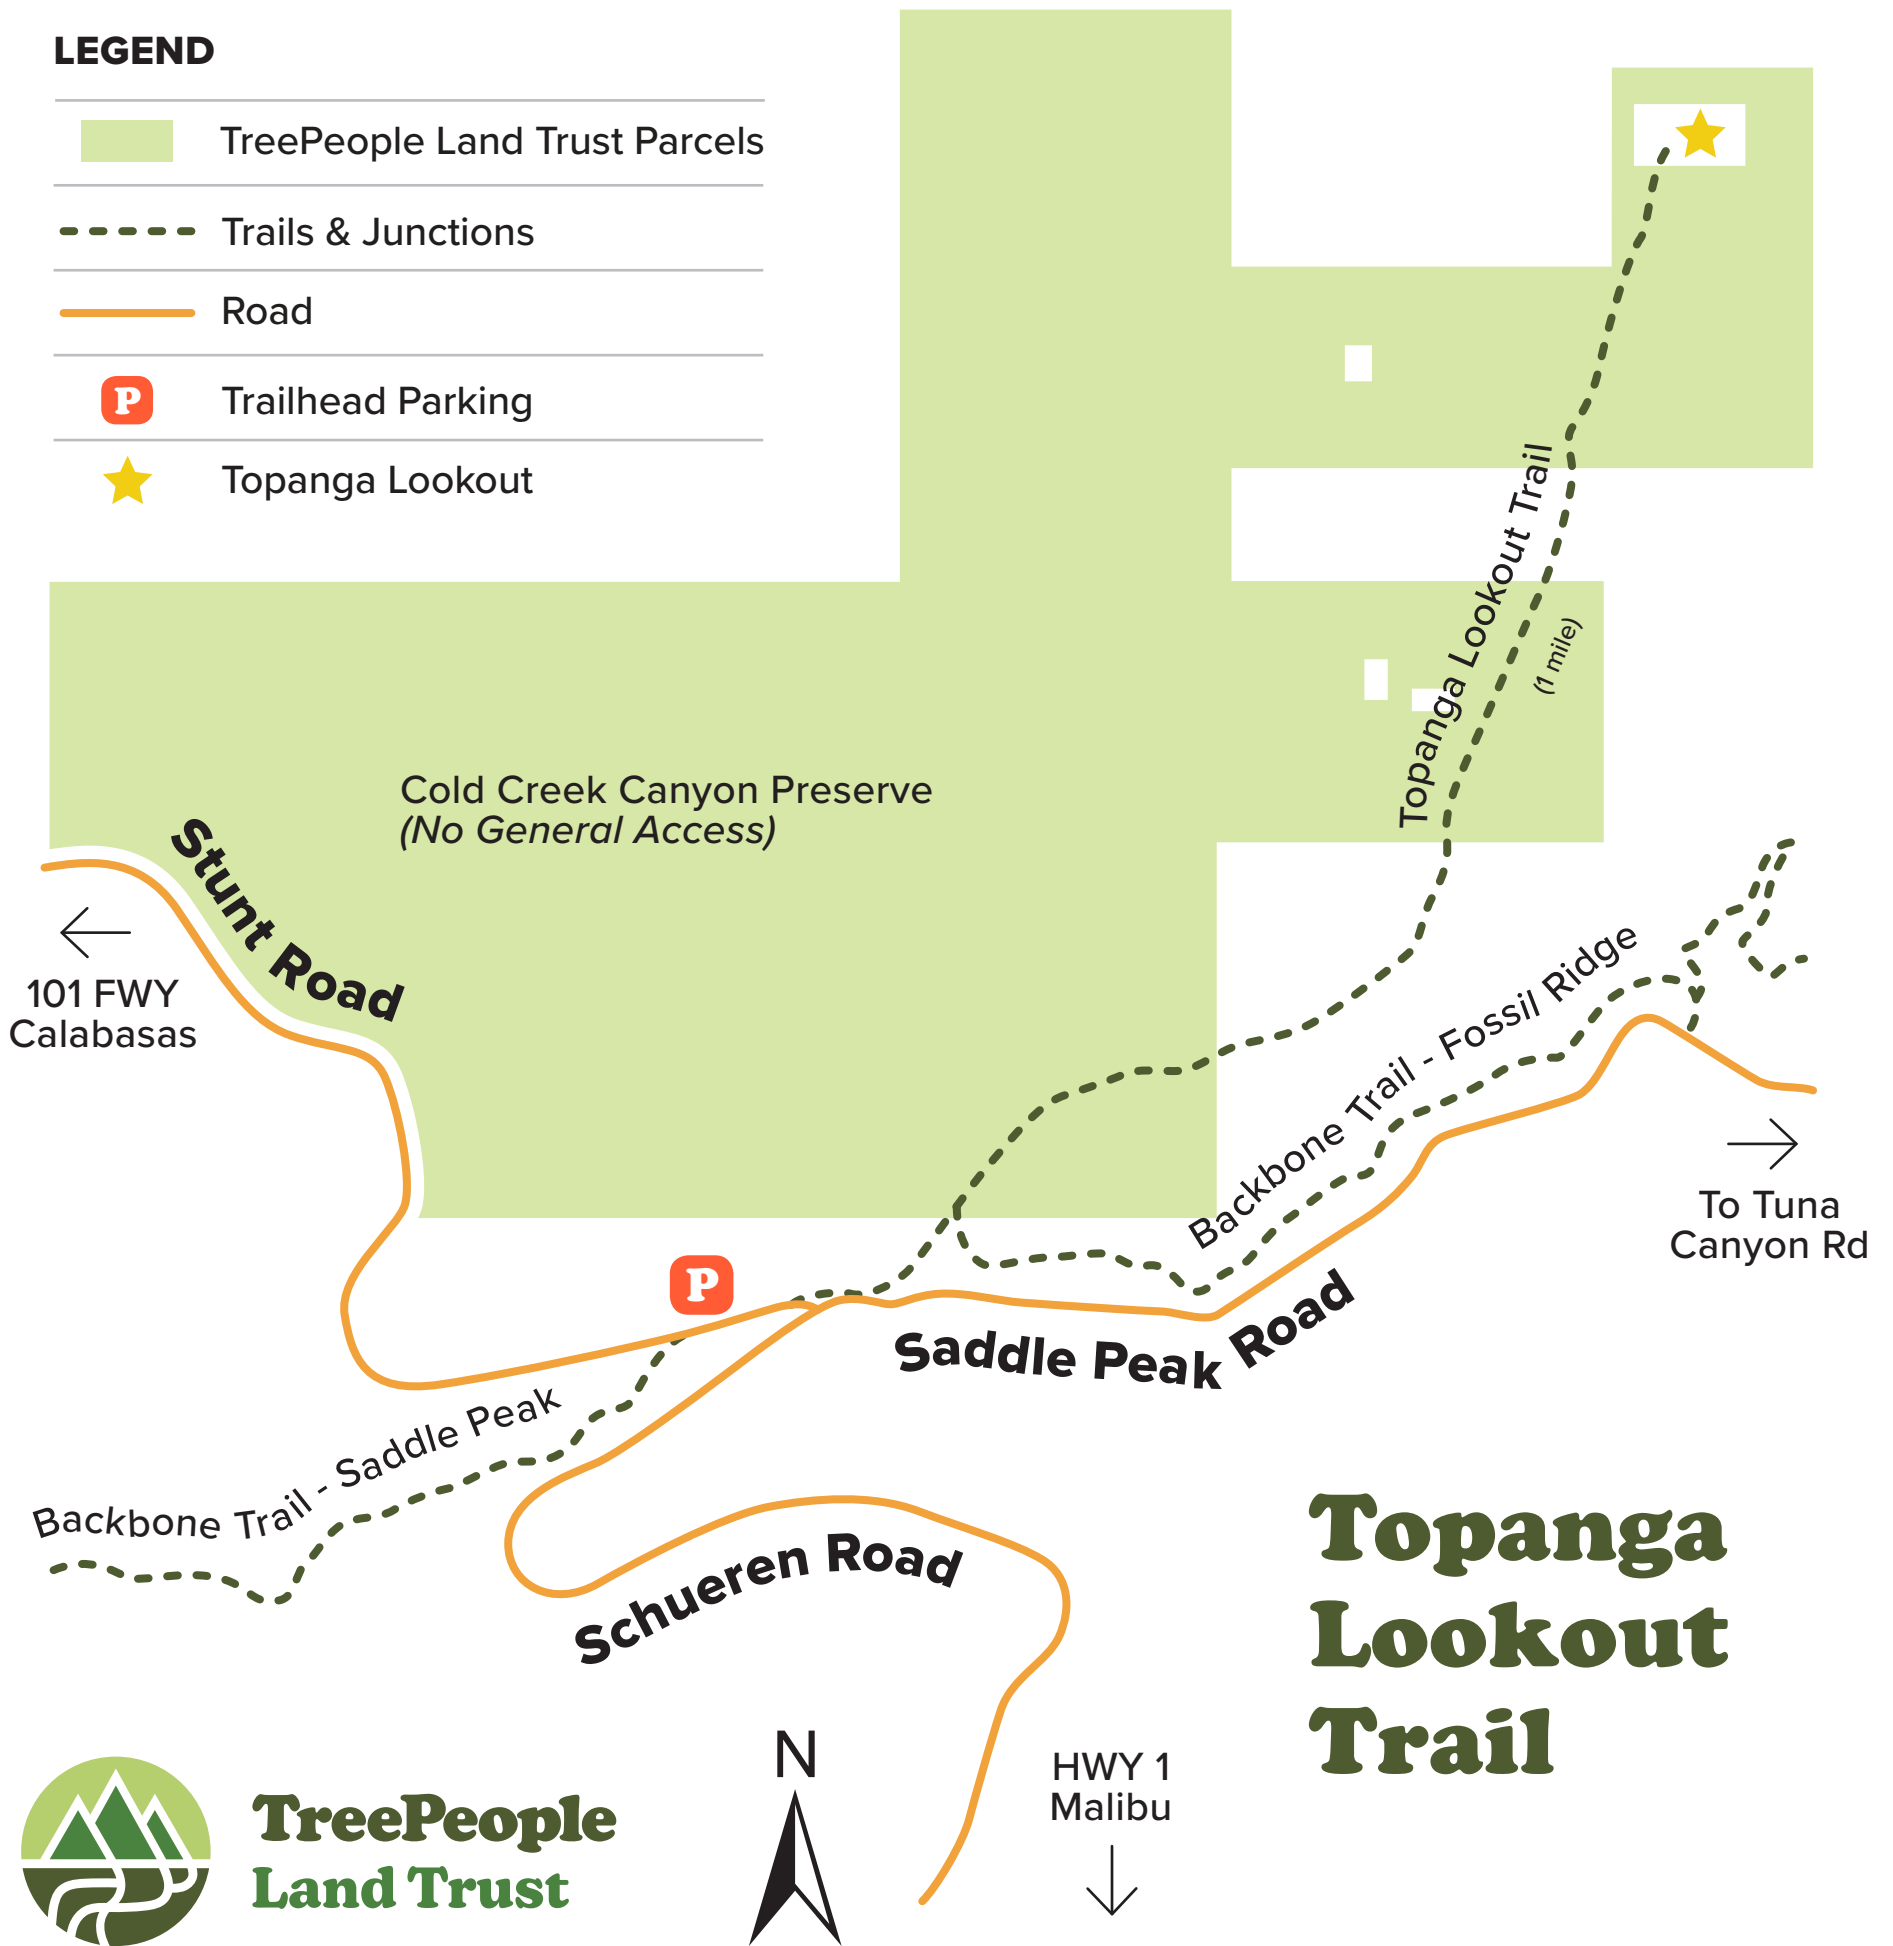 LEGEND
TreePeople Land Trust Parcels
Trails & Junctions
Road
P
Trailhead Parking
Topanga Lookout
Topanga Lookout Trail
(1 mile)
Cold Creek Canyon Preserve
(No General Access)
Stunt Road
101 FWY
Calabasas
Backbone Trail - Fossil Ridge
To Tuna
Canyon Rd
P
Saddle Peak Road
Backbone Trail - Saddle Peak
Schueren Road
Topanga
Lookout
Trail
N
HWY 1
Malibu
TreePeople
Land Trust